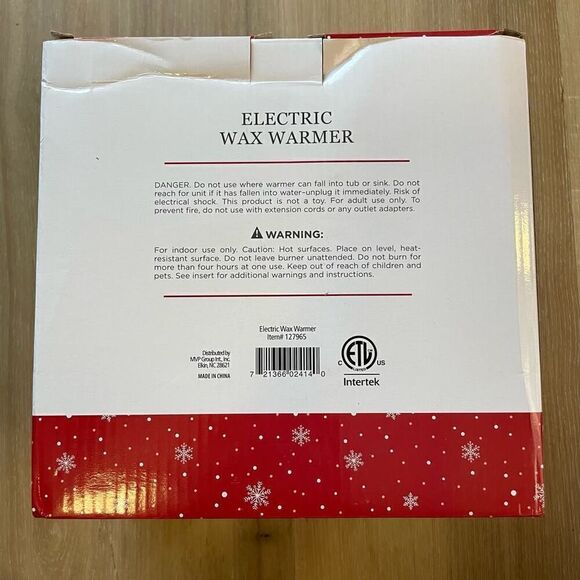 ELECTRIC
WAX WARMER
DANGER. Do not use where warmer can fall into tub or sink. Do not
reach for unit if it has fallen into water–unplug it immediately. Risk of
electrical shock. This product is not a toy. For adult use only. To
prevent fire, do not use with extension cords or any outlet adapters.
⚠ WARNING:
For indoor use only. Caution: Hot surfaces. Place on level, heat-
resistant surface. Do not leave burner unattended. Do not burn for
more than four hours at one use. Keep out of reach of children and
pets. See insert for additional warnings and instructions.
Electric Wax Warmer
Item# 127965
Distributed by
MVP Group Int., Inc.
Elkin, NC 28621
MADE IN CHINA
7 21366 02414 0
C ETL US
LISTED
Intertek